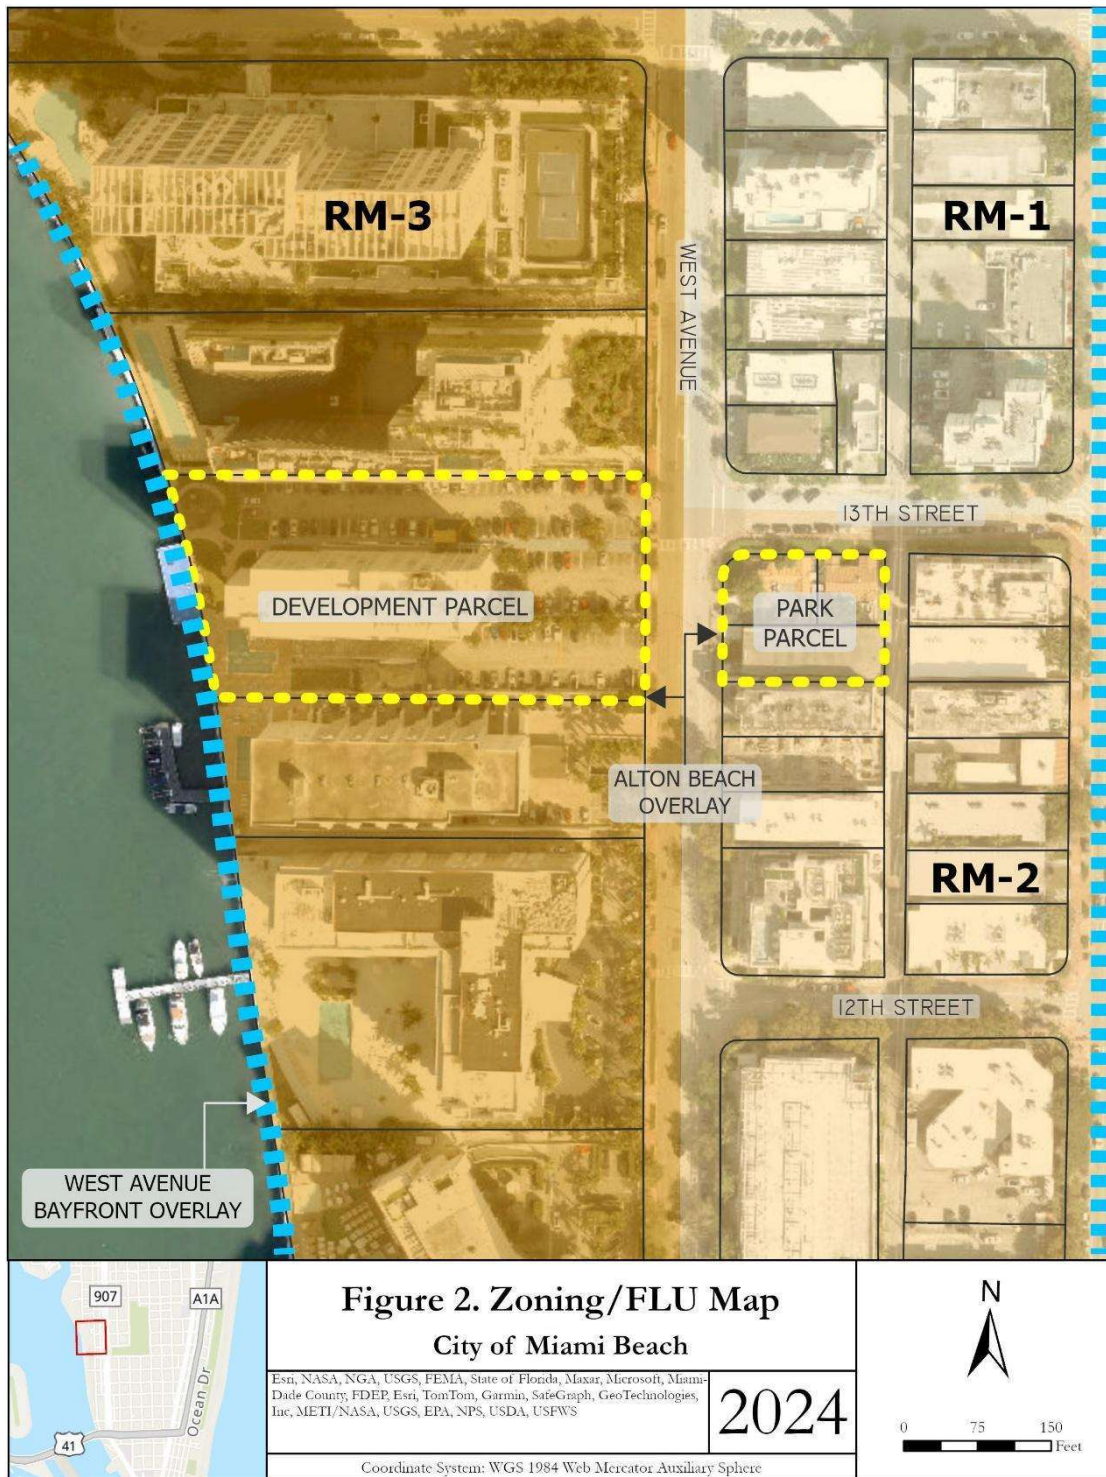 RM-3
RM-1
WEST AVENUE
13TH STREET
DEVELOPMENT PARCEL
PARK
PARCEL
ALTON BEACH
OVERLAY
RM-2
12TH STREET
WEST AVENUE
BAYFRONT OVERLAY
907
A1A
Ocean Dr
41
Figure 2. Zoning/FLU Map
City of Miami Beach
Esri, NASA, NGA, USGS, FEMA, State of Florida, Maxar, Microsoft, Miami-
Dade County, FDEP, Esri, TomTom, Garmin, SafeGraph, GeoTechnologies,
Inc, METI/NASA, USGS, EPA, NPS, USDA, USFWS
2024
Coordinate System: WGS 1984 Web Mercator Auxiliary Sphere
N
0 75 150
Feet